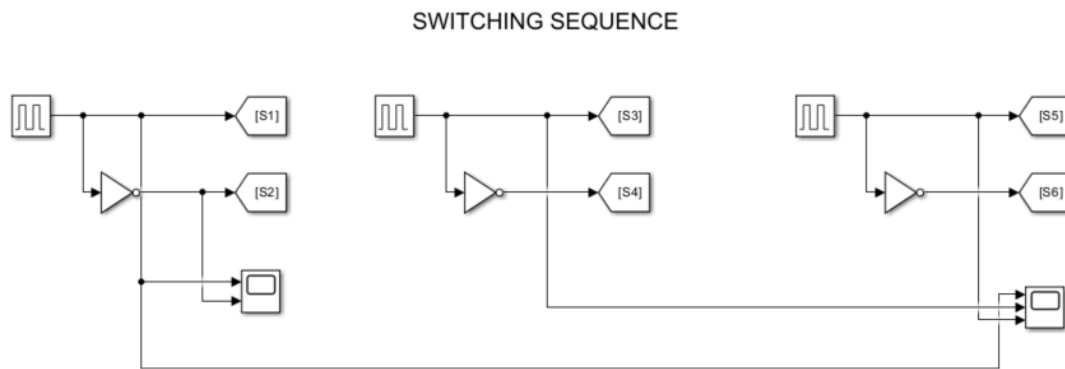 SWITCHING SEQUENCE
[S1]
[S3]
[S5]
[S2]
[S4]
[S6]